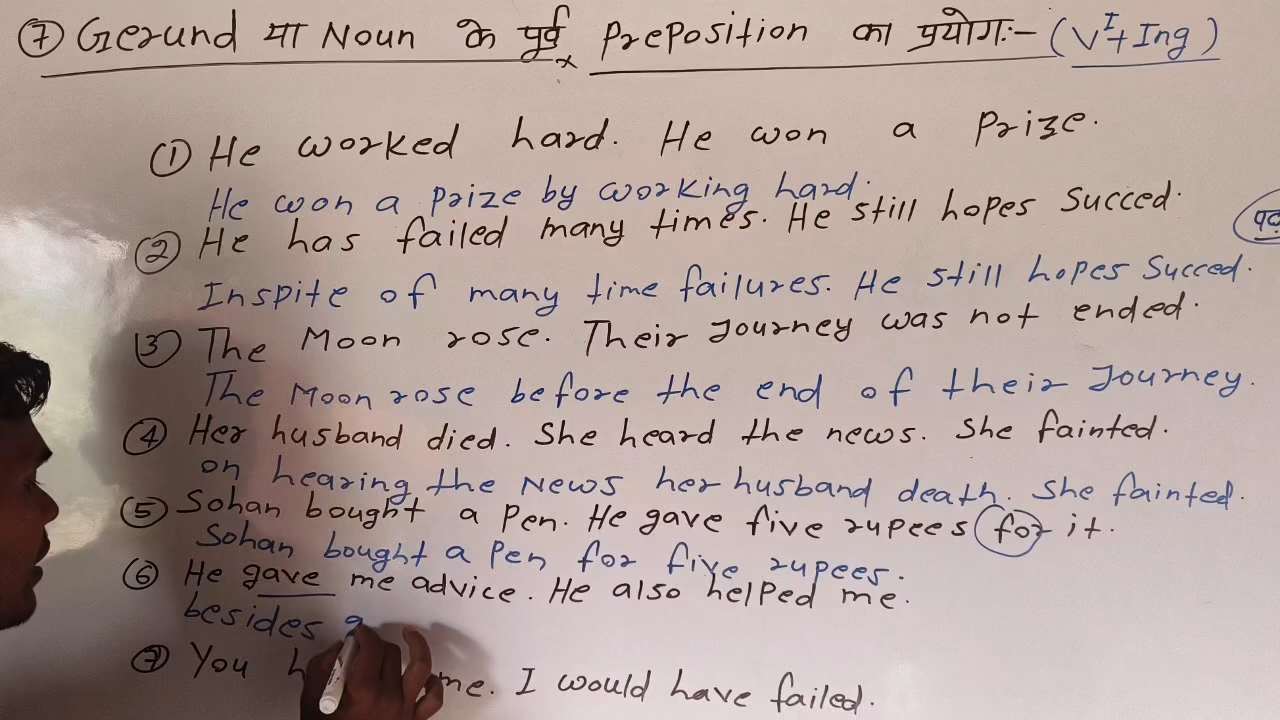 ⑦ Gerund या Noun के पूर्व Preposition का प्रयोग:- (V^I+Ing)
① He worked hard. He won a Prize.
He won a Prize by working hard.
② He has failed many times. He still hopes Succed.
Inspite of many time failures. He still hopes Succed.
③ The Moon rose. Their Journey was not ended.
The Moon rose before the end of their Journey.
④ Her husband died. She heard the news. She fainted.
on hearing the News her husband death. She fainted.
⑤ Sohan bought a Pen. He gave five rupees for it.
Sohan bought a Pen for five rupees.
⑥ He gave me advice. He also helped me.
besides
⑦ You me. I would have failed.